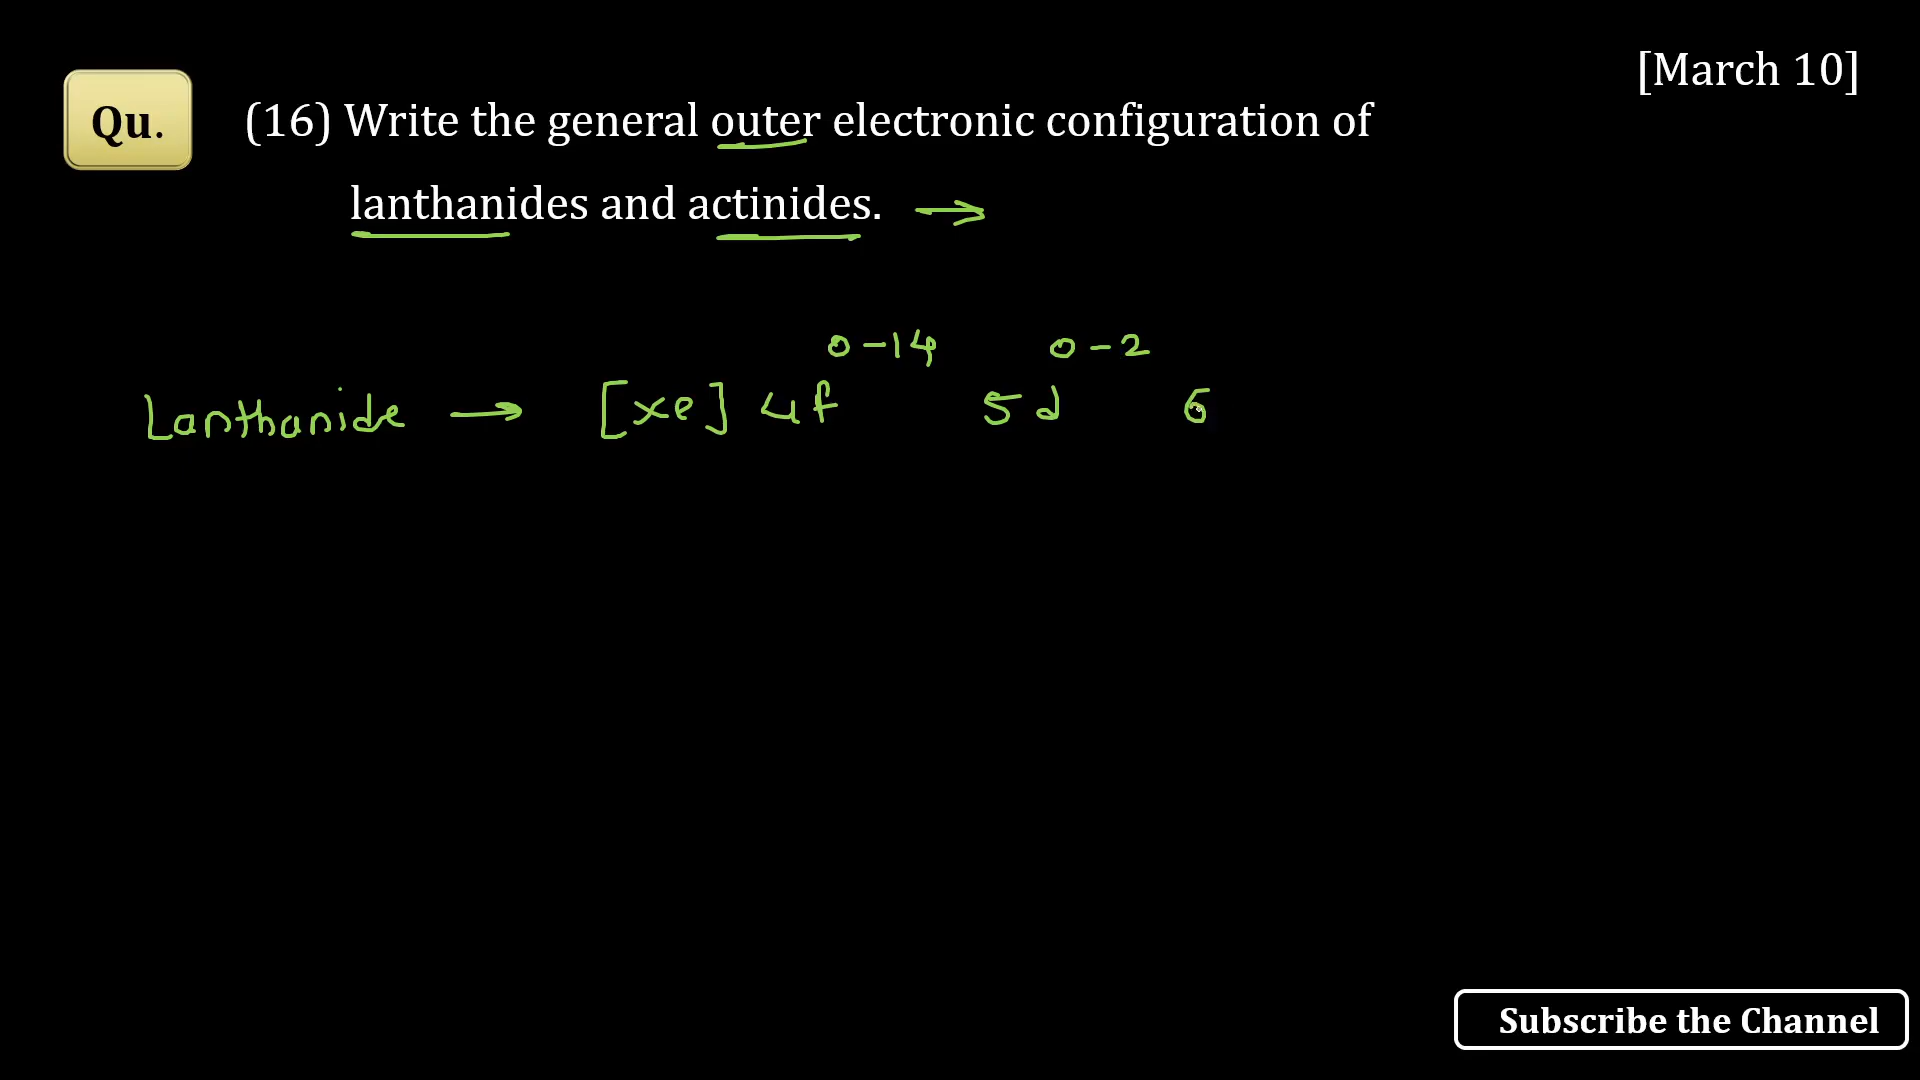 [March 10]
Qu. (16) Write the general outer electronic configuration of
lanthanides and actinides. →
0-14 0-2
Lanthanide → [xe] 4f 5d 6
Subscribe the Channel